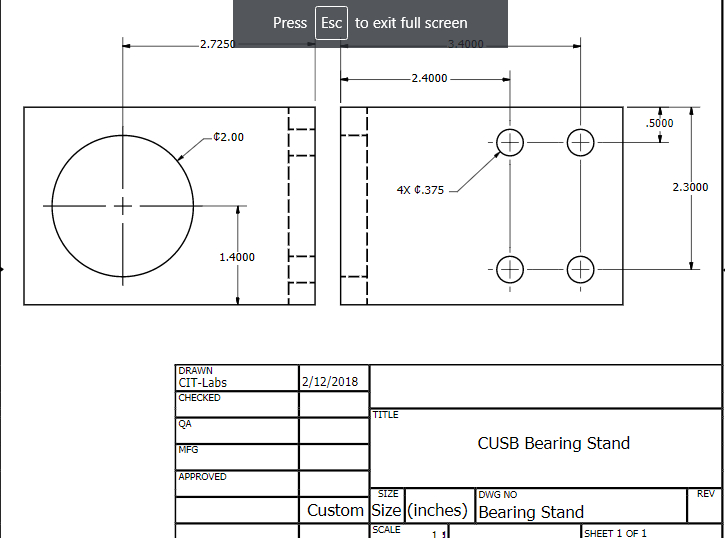 Press Esc to exit full screen
2.7250
3.4000
2.4000
¢2.00
.5000
4X ¢.375
2.3000
1.4000
DRAWN
CIT-Labs
2/12/2018
CHECKED
TITLE
QA
CUSB Bearing Stand
MFG
APPROVED
SIZE
DWG NO
REV
Custom Size (inches)
Bearing Stand
SCALE
SHEET 1 OF 1